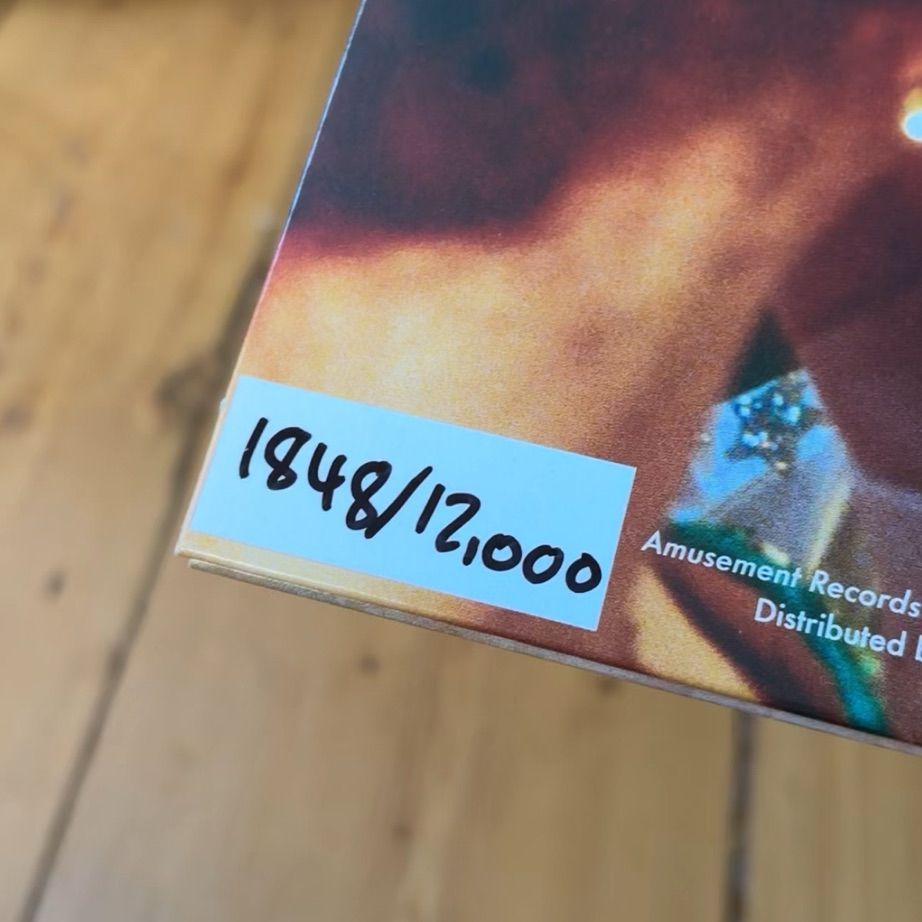 1848/12,000
Amusement Records
Distributed